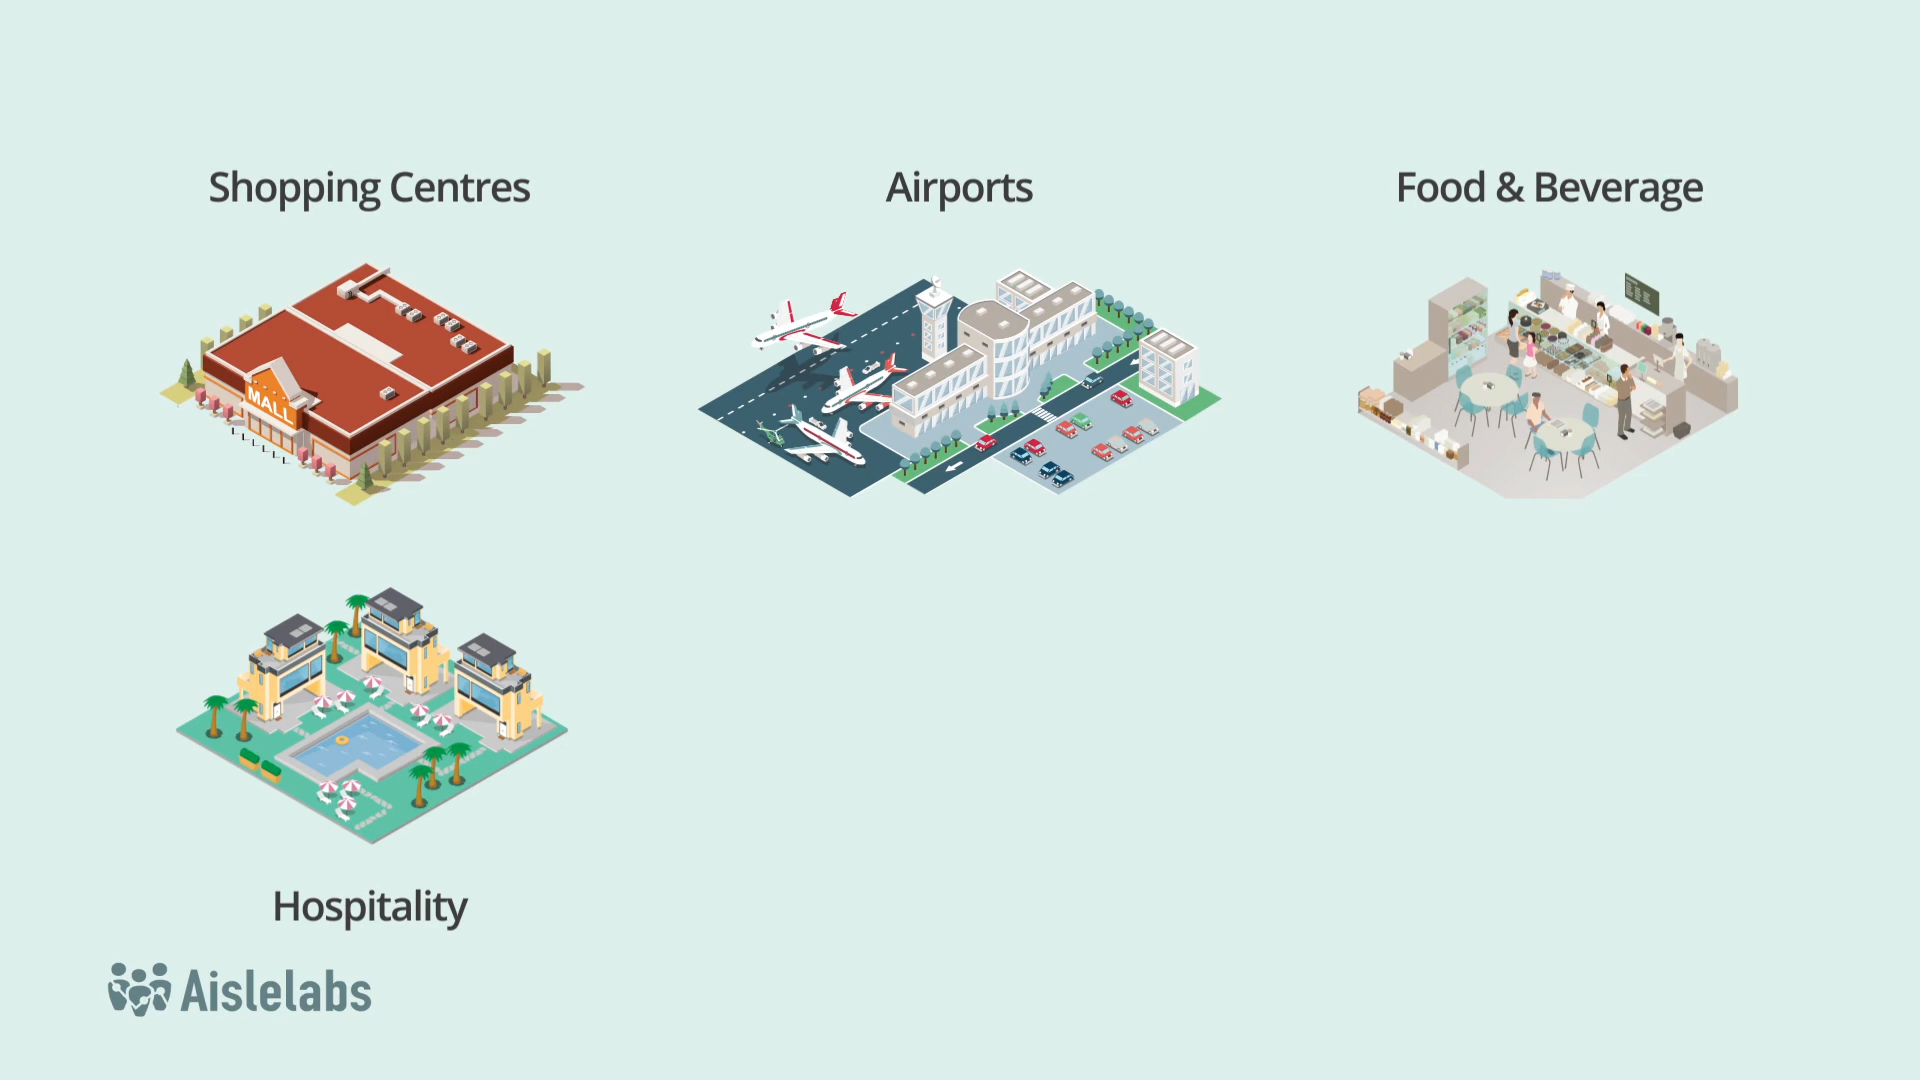 Shopping Centres
Airports
Food & Beverage
MALL
Hospitality
Aislelabs